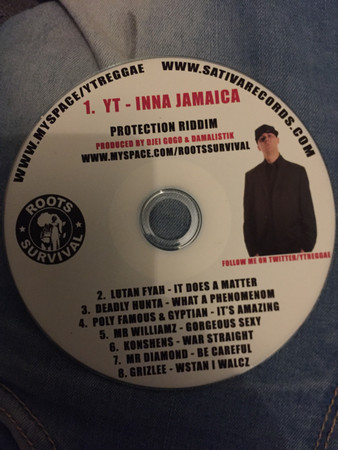 WWW.MYSPACE/YTREGGAE
WWW.SATIVARECORDS.COM
1. YT - INNA JAMAICA
PROTECTION RIDDIM
PRODUCED BY DJEI GOGO & DAMALISTIK
WWW.MYSPACE.COM/ROOTSSURVIVAL
ROOTS
SURVIVAL
FOLLOW ME ON TWITTER/YTREGGAE
2. LUTAN FYAH - IT DOES A MATTER
3. DEADLY HUNTA - WHAT A PHENOMENOM
4. POLY FAMOUS & GYPTIAN - IT'S AMAZING
5. MR WILLIAMZ - GORGEOUS SEXY
6. KONSHENS - WAR STRAIGHT
7. MR DIAMOND - BE CAREFUL
8. GRIZLEE - WSTAN I WALCZ